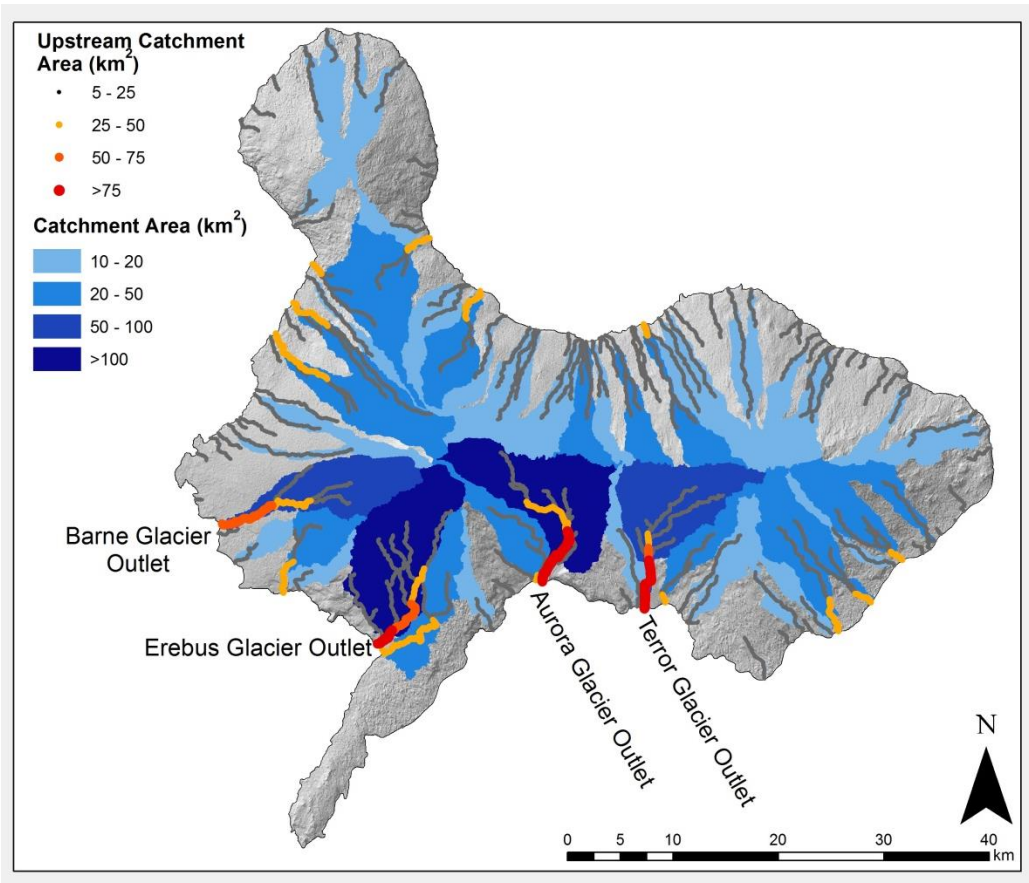 Upstream Catchment
Area (km²)
5 - 25
25 - 50
50 - 75
>75
Catchment Area (km²)
10 - 20
20 - 50
50 - 100
>100
Barne Glacier
Outlet
Erebus Glacier Outlet
Aurora Glacier Outlet
Terror Glacier Outlet
N
0 5 10 20 30 40
km